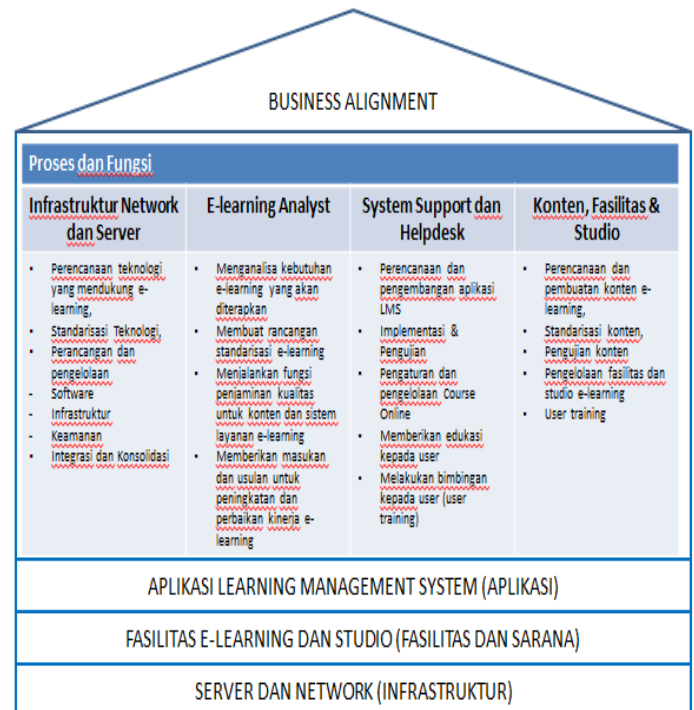 BUSINESS ALIGNMENT
Proses dan Fungsi
Infrastruktur Network
dan Server
• Perencanaan teknologi
yang mendukung e-
learning,
• Standarisasi Teknologi,
• Perancangan dan
pengelolaan
- Software
- Infrastruktur
- Keamanan
• Integrasi dan Konsolidasi
E-learning Analyst
• Menganalisa kebutuhan
e-learning yang akan
diterapkan
• Membuat rancangan
standarisasi e-learning
• Menjalankan fungsi
penjaminan kualitas
untuk konten dan sistem
layanan e-learning
• Memberikan masukan
dan usulan untuk
peningkatan dan
perbaikan kinerja e-
learning
System Support dan
Helpdesk
• Perencanaan dan
pengembangan aplikasi
LMS
• Implementasi &
Pengujian
• Pengaturan dan
pengelolaan Course
Online
• Memberikan edukasi
kepada user
• Melakukan bimbingan
kepada user (user
training)
Konten, Fasilitas &
Studio
• Perencanaan dan
pembuatan konten e-
learning,
• Standarisasi konten,
• Pengujian konten
• Pengelolaan fasilitas dan
studio e-learning
• User training
APLIKASI LEARNING MANAGEMENT SYSTEM (APLIKASI)
FASILITAS E-LEARNING DAN STUDIO (FASILITAS DAN SARANA)
SERVER DAN NETWORK (INFRASTRUKTUR)